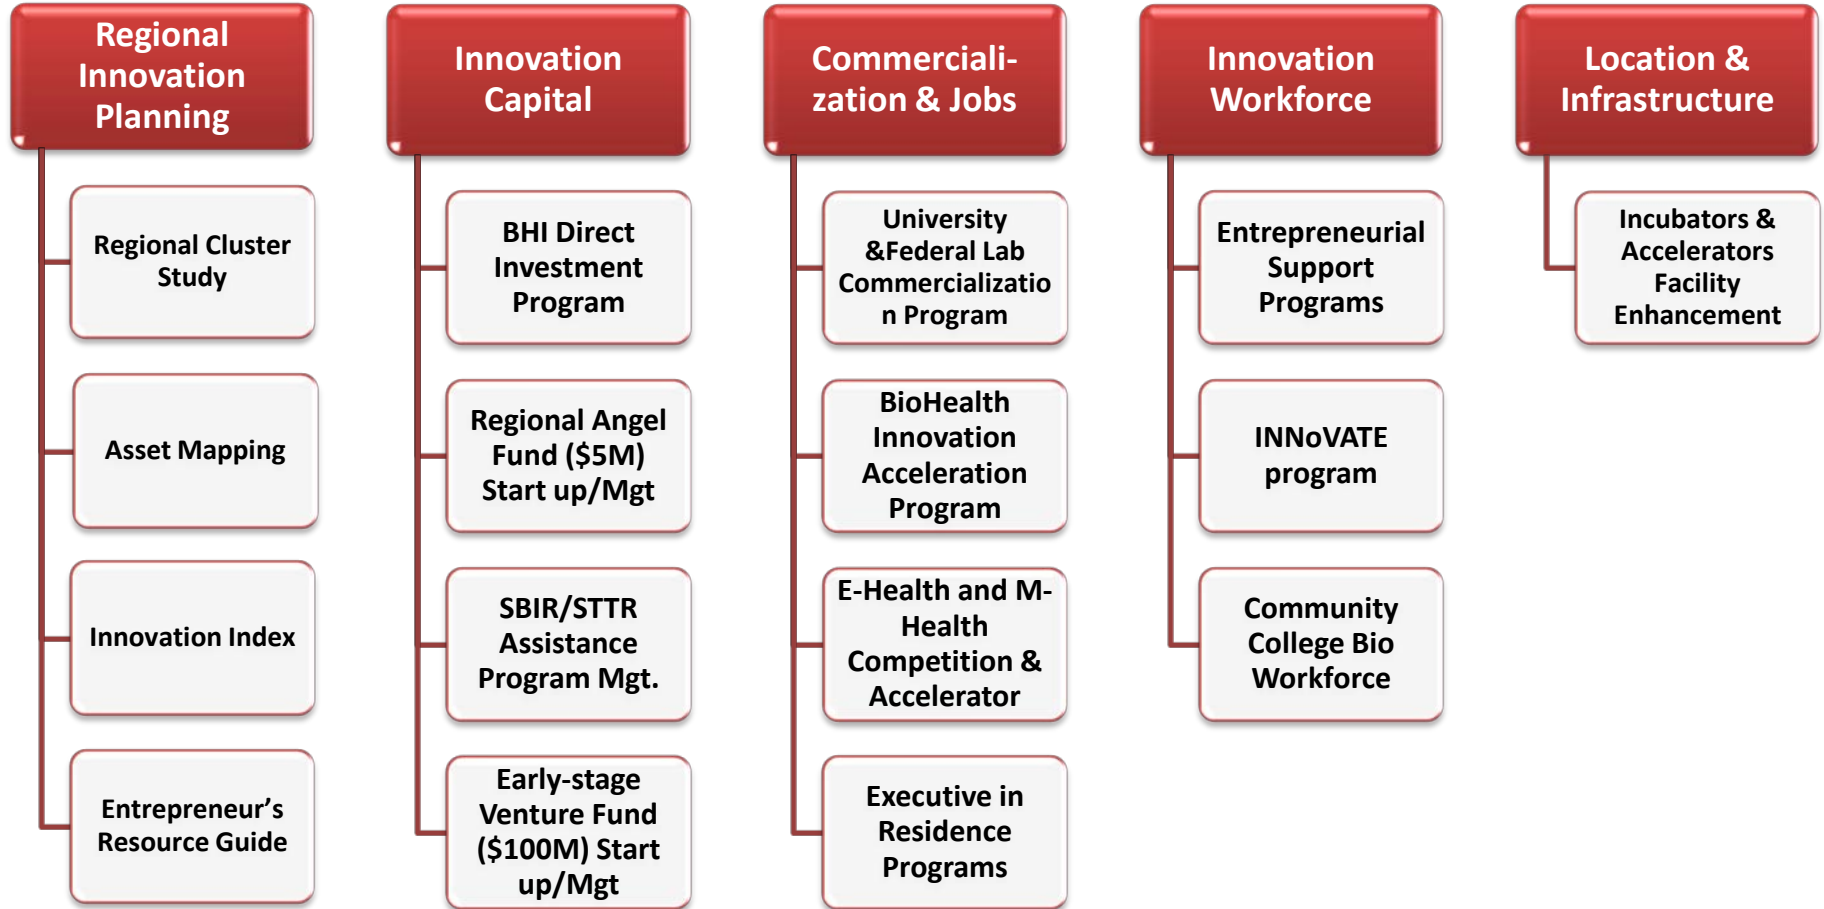 Regional
Innovation
Planning
Regional Cluster
Study
Asset Mapping
Innovation Index
Entrepreneur’s
Resource Guide
Innovation
Capital
BHI Direct
Investment
Program
Regional Angel
Fund ($5M)
Start up/Mgt
SBIR/STTR
Assistance
Program Mgt.
Early-stage
Venture Fund
($100M) Start
up/Mgt
Commerciali-
zation & Jobs
University
&Federal Lab
Commercializatio
n Program
BioHealth
Innovation
Acceleration
Program
E-Health and M-
Health
Competition &
Accelerator
Executive in
Residence
Programs
Innovation
Workforce
Entrepreneurial
Support
Programs
INNoVATE
program
Community
College Bio
Workforce
Location &
Infrastructure
Incubators &
Accelerators
Facility
Enhancement